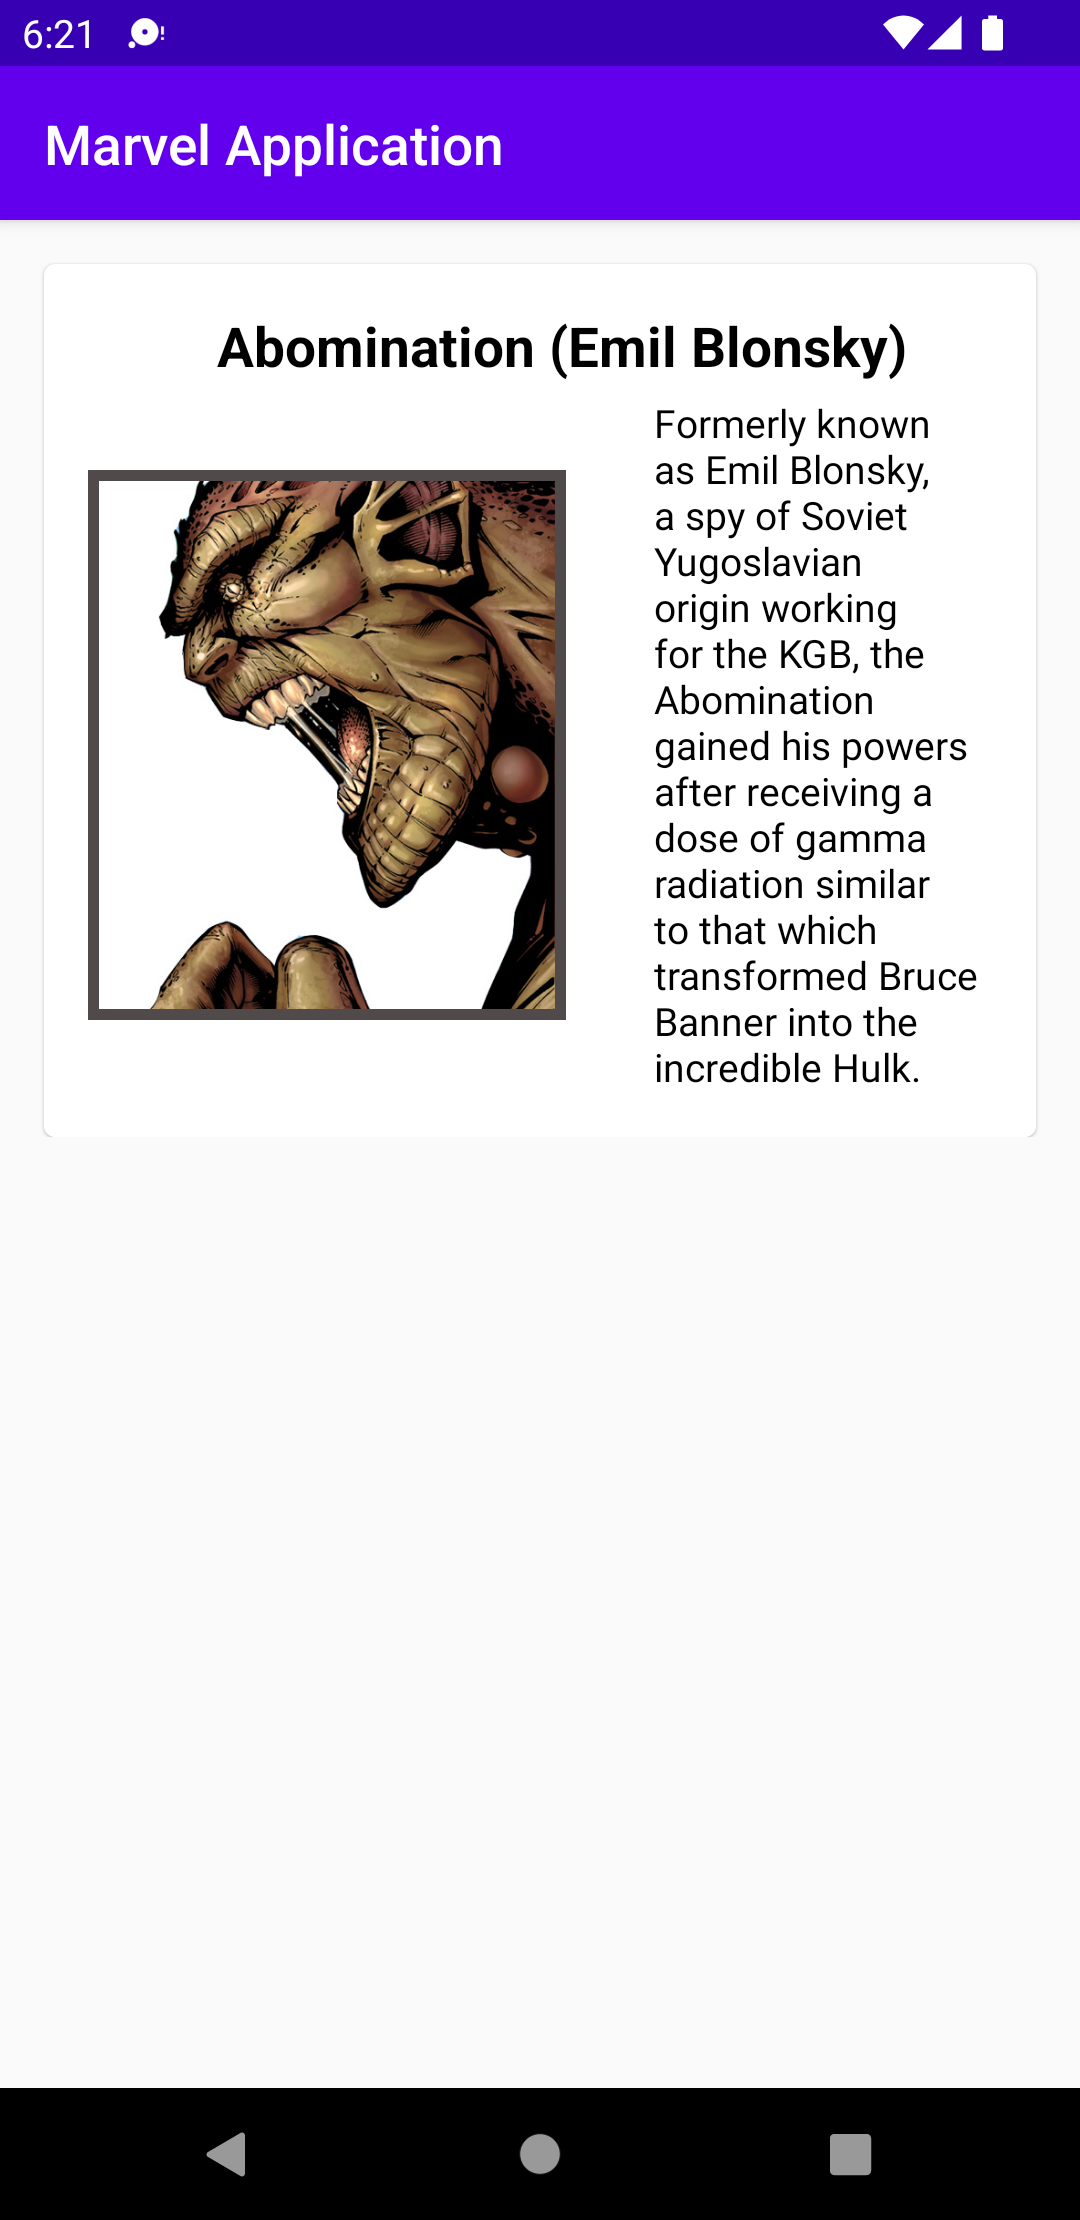 6:21
Marvel Application
Abomination (Emil Blonsky)
Formerly known
as Emil Blonsky,
a spy of Soviet
Yugoslavian
origin working
for the KGB, the
Abomination
gained his powers
after receiving a
dose of gamma
radiation similar
to that which
transformed Bruce
Banner into the
incredible Hulk.